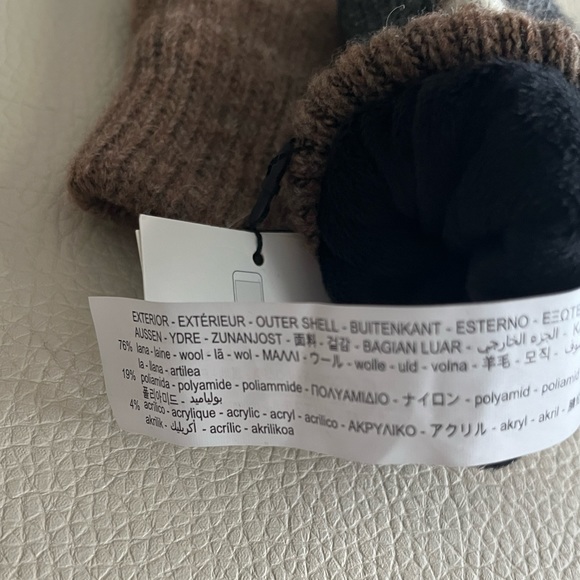 EXTERIOR - EXTÉRIEUR - OUTER SHELL - BUITENKANT - ESTERNO - ΕΞΩΤΕ
AUSSEN - YDRE - ZUNANJOST - 面料 - 겉감 - BAGIAN LUAR - الجزء الخارجي
76% lana - laine - wool - lã - wol - ΜΑΛΛΙ - ウール - wolle - uld - volna - 羊毛 - 모직
la - llana - artilea
19% poliamida - polyamide - poliammide - ΠΟΛΥΑΜΙΔΙΟ - ナイロン - polyamid - poliami
폴리아미드 - بولياميد
4% acrílico - acrylique - acrylic - acryl - acrilico - ΑΚΡΥΛΙΚΟ - アクリル - akryl - akril
akrilik - أكريليك - acrílic - akrilikoa